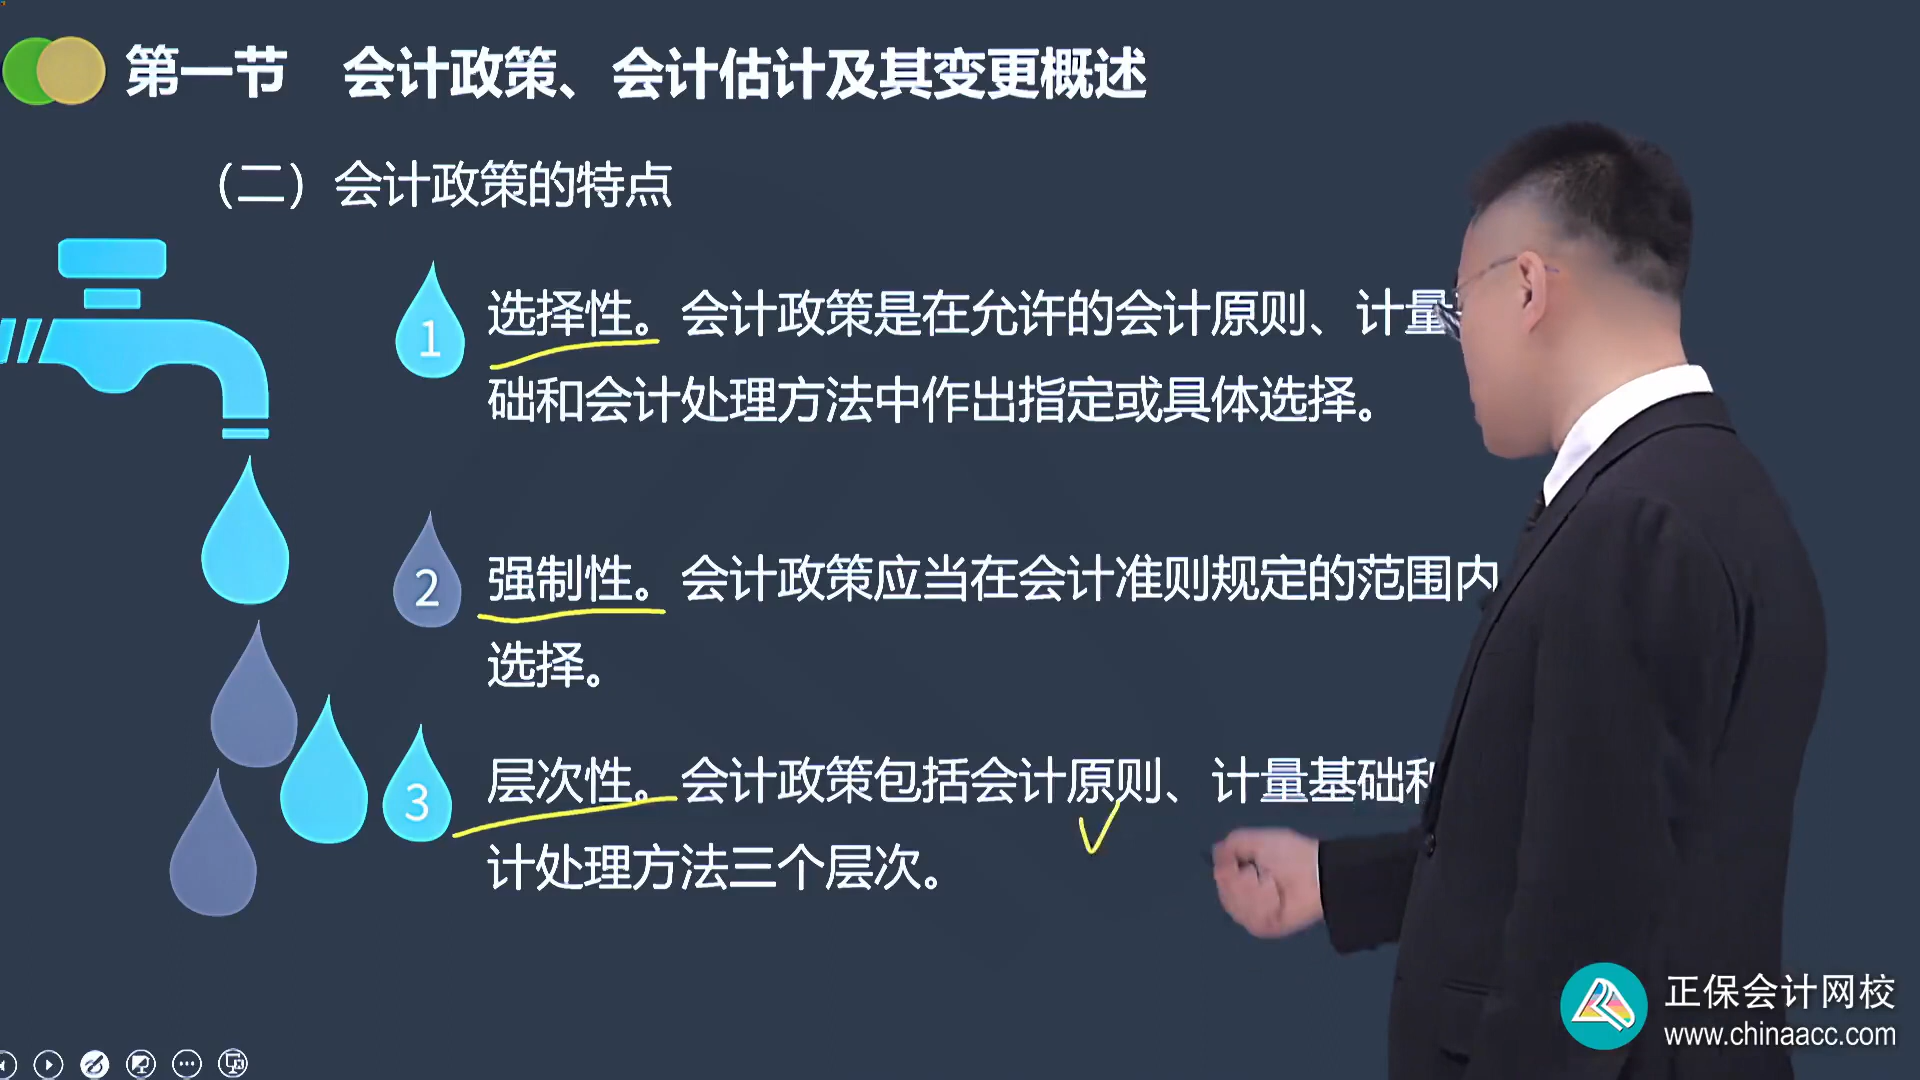 第一节 会计政策、会计估计及其变更概述
（二）会计政策的特点
1
选择性。会计政策是在允许的会计原则、计量
础和会计处理方法中作出指定或具体选择。
2
强制性。会计政策应当在会计准则规定的范围内
选择。
3
层次性。会计政策包括会计原则、计量基础和
计处理方法三个层次。
正保会计网校
www.chinaacc.com